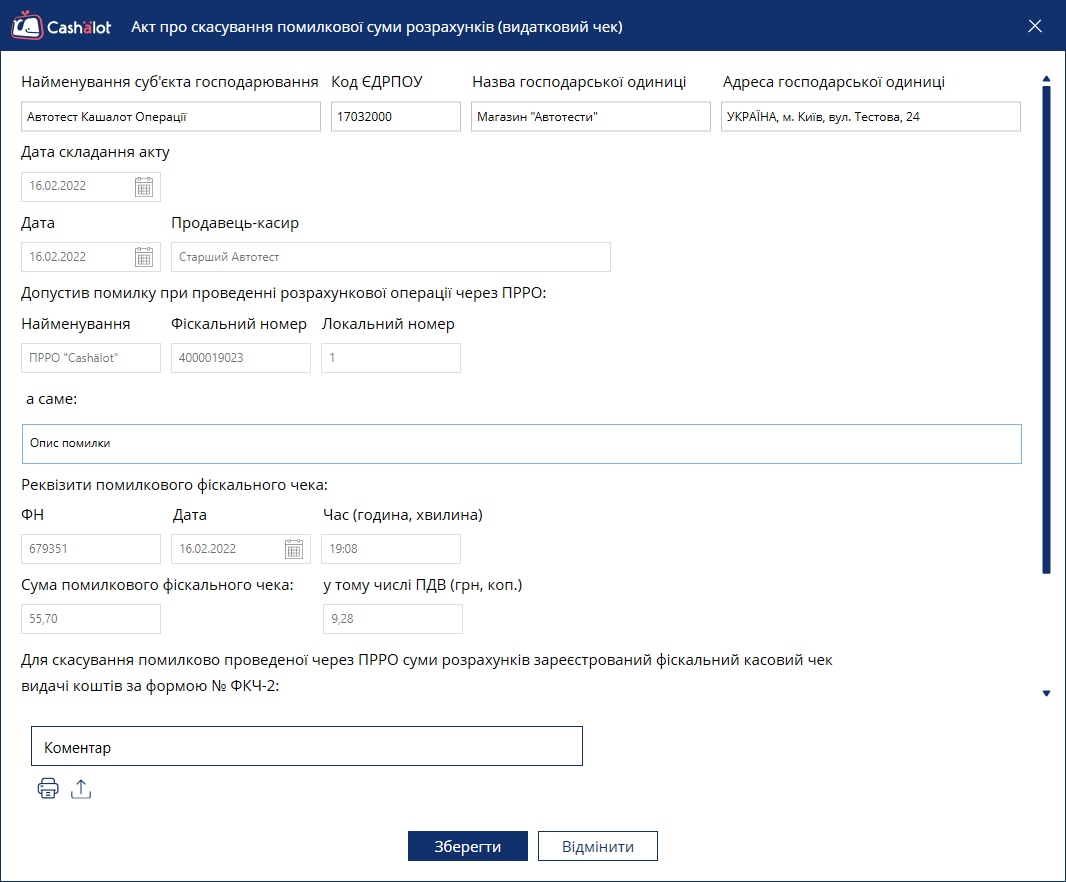 Cashälot Акт про скасування помилкової суми розрахунків (видатковий чек)
Найменування суб'єкта господарювання Код ЄДРПОУ Назва господарської одиниці Адреса господарської одиниці
Автотест Кашалот Операції 17032000 Магазин "Автотести" УКРАЇНА, м. Київ, вул. Тестова, 24
Дата складання акту
16.02.2022
Дата Продавець-касир
16.02.2022 Старший Автотест
Допустив помилку при проведенні розрахункової операції через ПРРО:
Найменування Фіскальний номер Локальний номер
ПРРО "Cashälot" 4000019023 1
а саме:
Опис помилки
Реквізити помилкового фіскального чека:
ФН Дата Час (година, хвилина)
679351 16.02.2022 19:08
Сума помилкового фіскального чека: у тому числі ПДВ (грн, коп.)
55,70 9,28
Для скасування помилково проведеної через ПРРО суми розрахунків зареєстрований фіскальний касовий чек
видачі коштів за формою № ФКЧ-2:
Коментар
Зберегти Відмінити